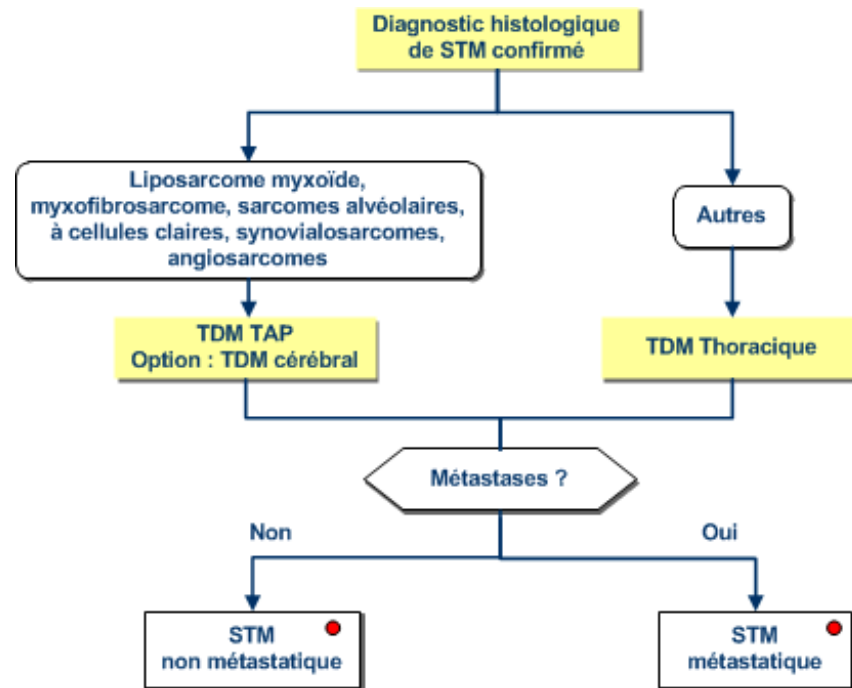 Diagnostic histologique
de STM confirmé
Liposarcome myxoïde,
myxofibrosarcome, sarcomes alvéolaires,
à cellules claires, synovialosarcomes,
angiosarcomes
Autres
TDM TAP
Option : TDM cérébral
TDM Thoracique
Métastases ?
Non
Oui
STM
non métastatique
STM
métastatique